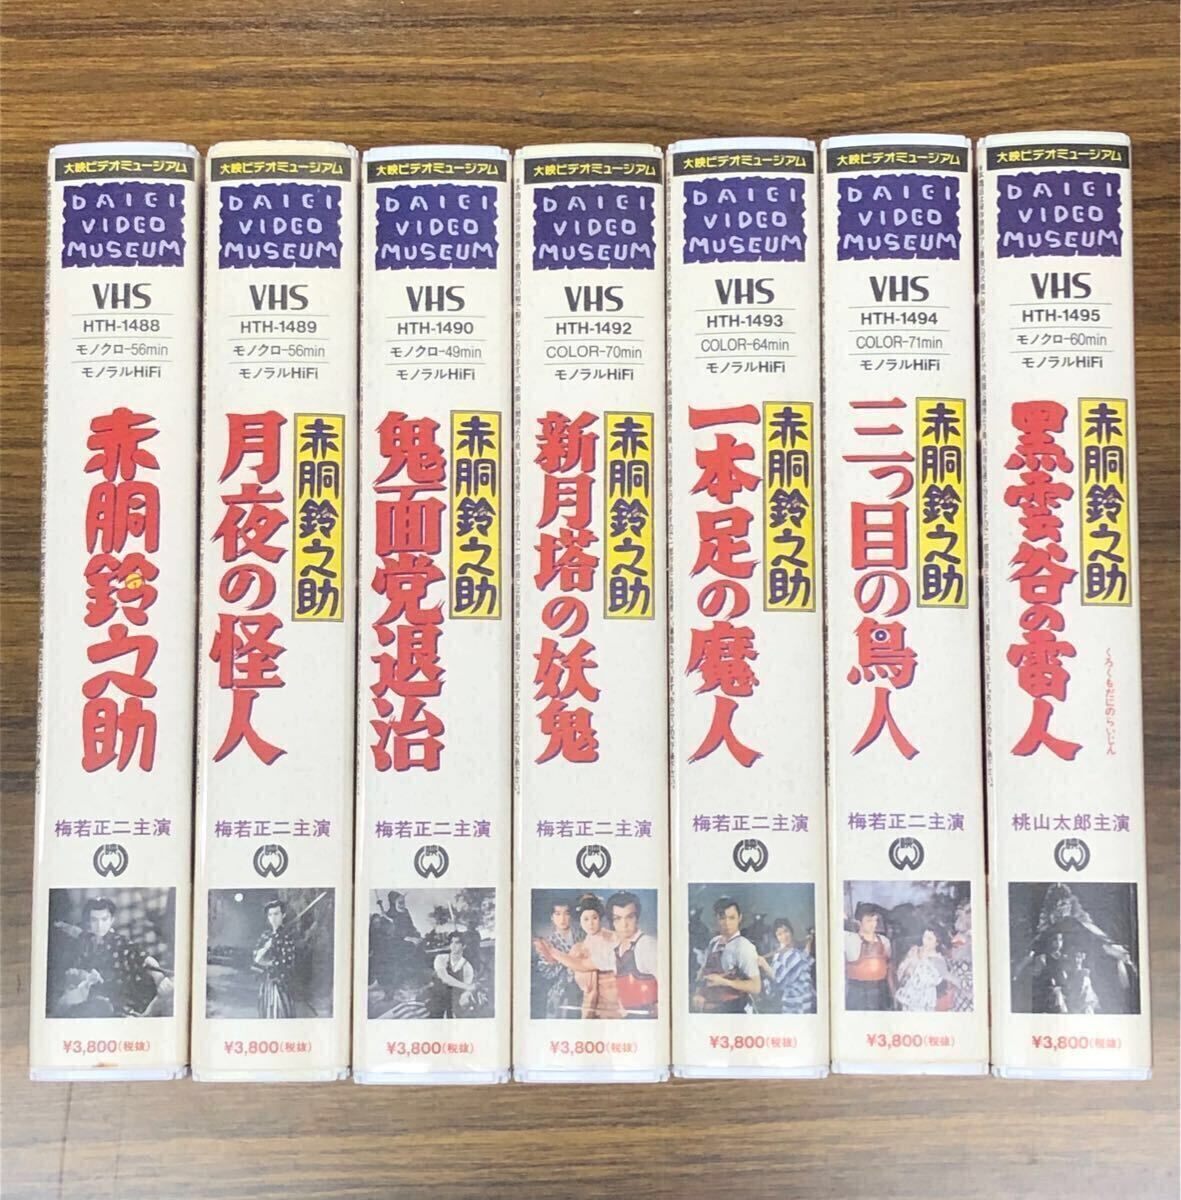 大映ビデオミュージアム
DAIEI
VIDEO
MUSEUM
VHS
HTH-1488
モノクロ-56min
モノラルHiFi
赤胴鈴之助
梅若正二主演
¥3,800(税抜)
大映ビデオミュージアム
DAIEI
VIDEO
MUSEUM
VHS
HTH-1489
モノクロ-56min
モノラルHiFi
赤胴鈴之助
月夜の怪人
梅若正二主演
¥3,800(税抜)
大映ビデオミュージアム
DAIEI
VIDEO
MUSEUM
VHS
HTH-1490
モノクロ-49min
モノラルHiFi
赤胴鈴之助
鬼面党退治
梅若正二主演
¥3,800(税抜)
大映ビデオミュージアム
DAIEI
VIDEO
MUSEUM
VHS
HTH-1492
COLOR-70min
モノラルHiFi
赤胴鈴之助
新月塔の妖鬼
梅若正二主演
¥3,800(税抜)
大映ビデオミュージアム
DAIEI
VIDEO
MUSEUM
VHS
HTH-1493
COLOR-64min
モノラルHiFi
赤胴鈴之助
一本足の魔人
梅若正二主演
¥3,800(税抜)
大映ビデオミュージアム
DAIEI
VIDEO
MUSEUM
VHS
HTH-1494
COLOR-71min
モノラルHiFi
赤胴鈴之助
三つ目の鳥人
梅若正二主演
¥3,800(税抜)
大映ビデオミュージアム
DAIEI
VIDEO
MUSEUM
VHS
HTH-1495
モノクロ-60min
モノラルHiFi
赤胴鈴之助
黒雲谷の雷人
くろくもだにのらいじん
桃山太郎主演
¥3,800(税抜)